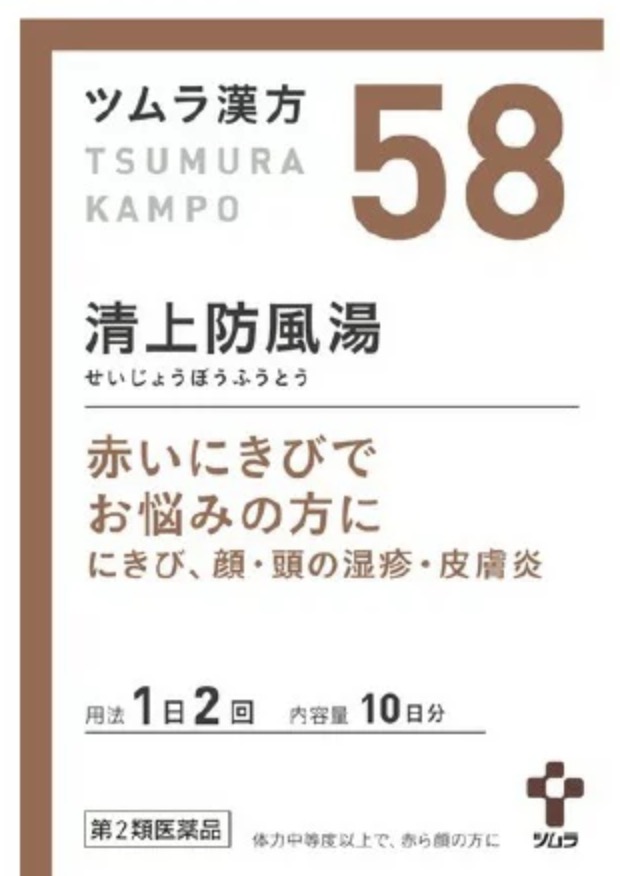 ツムラ漢方
TSUMURA
KAMPO
58
清上防風湯
せいじょうぼうふうとう
赤いにきびで
お悩みの方に
にきび、顔・頭の湿疹・皮膚炎
用法 1日2回 内容量 10日分
第2類医薬品
体力中等度以上で、赤ら顔の方に
ツムラ